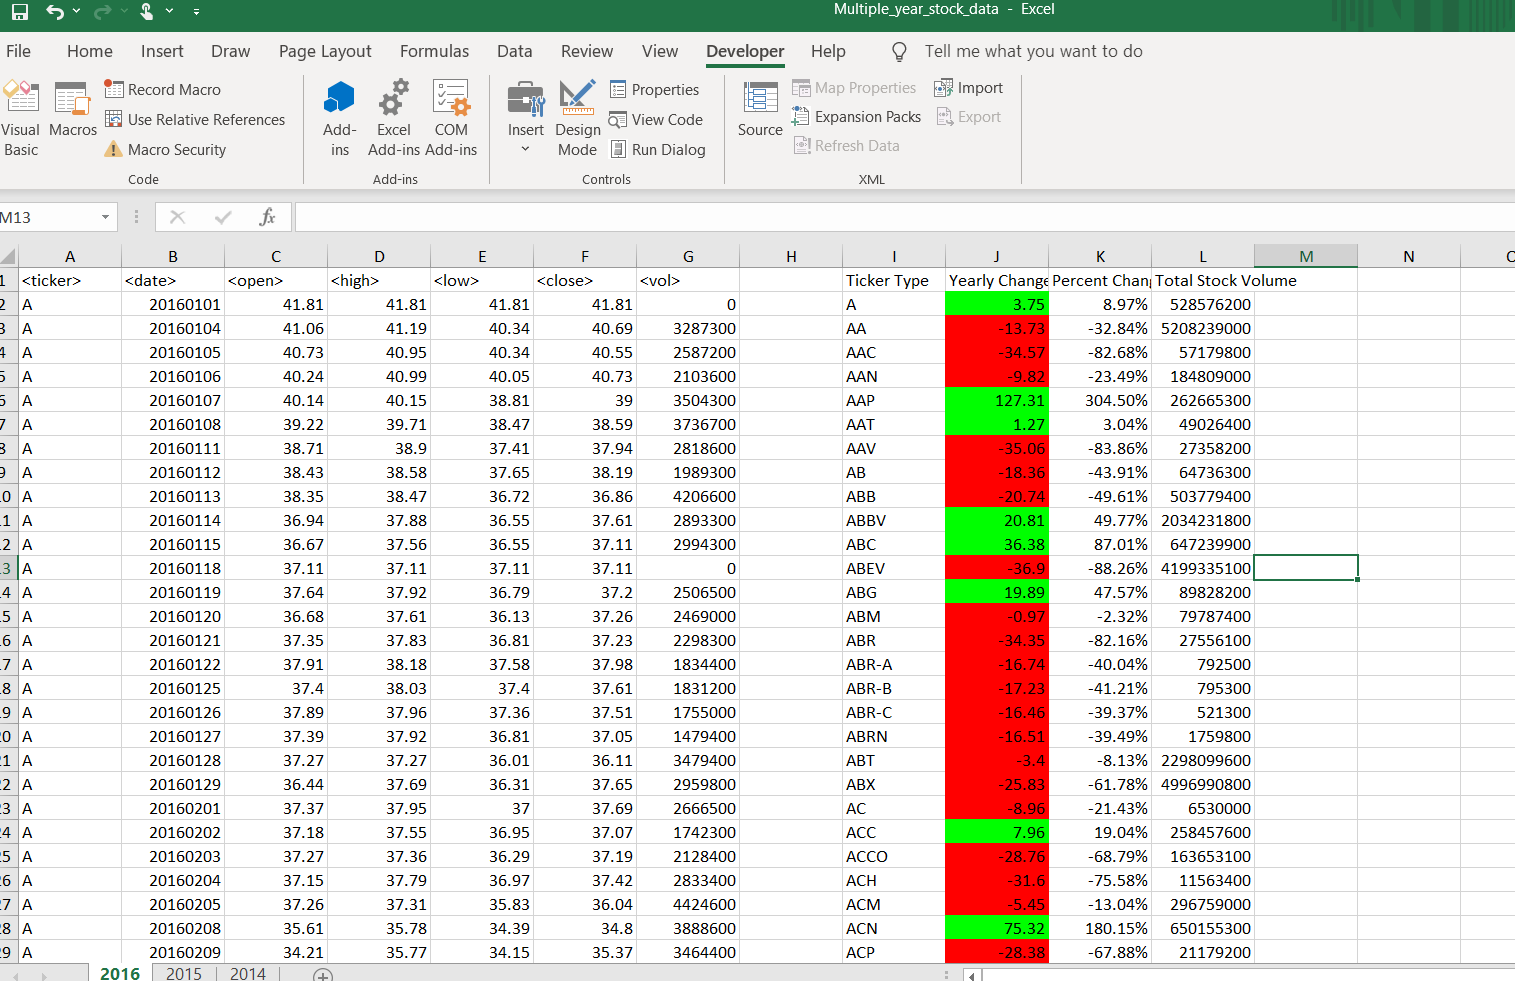 Multiple_year_stock_data - Excel
File Home Insert Draw Page Layout Formulas Data Review View Developer Help Tell me what you want to do
Visual Basic
Macros
Record Macro
Use Relative References
Macro Security
Code
Add-ins
Excel Add-ins
COM Add-ins
Add-ins
Insert
Design Mode
Properties
View Code
Run Dialog
Controls
Source
Map Properties
Expansion Packs
Refresh Data
Import
Export
XML
M13 fx
A B C D E F G H I J K L M N
1 <ticker> <date> <open> <high> <low> <close> <vol> Ticker Type Yearly Change Percent Chan Total Stock Volume
2 A 20160101 41.81 41.81 41.81 41.81 0 A 3.75 8.97% 528576200
3 A 20160104 41.06 41.19 40.34 40.69 3287300 AA -13.73 -32.84% 5208239000
4 A 20160105 40.73 40.95 40.34 40.55 2587200 AAC -34.57 -82.68% 57179800
5 A 20160106 40.24 40.99 40.05 40.73 2103600 AAN -9.82 -23.49% 184809000
6 A 20160107 40.14 40.15 38.81 39 3504300 AAP 127.31 304.50% 262665300
7 A 20160108 39.22 39.71 38.47 38.59 3736700 AAT 1.27 3.04% 49026400
8 A 20160111 38.71 38.9 37.41 37.94 2818600 AAV -35.06 -83.86% 27358200
9 A 20160112 38.43 38.58 37.65 38.19 1989300 AB -18.36 -43.91% 64736300
0 A 20160113 38.35 38.47 36.72 36.86 4206600 ABB -20.74 -49.61% 503779400
1 A 20160114 36.94 37.88 36.55 37.61 2893300 ABBV 20.81 49.77% 2034231800
2 A 20160115 36.67 37.56 36.55 37.11 2994300 ABC 36.38 87.01% 647239900
3 A 20160118 37.11 37.11 37.11 37.11 0 ABEV -36.9 -88.26% 4199335100
4 A 20160119 37.64 37.92 36.79 37.2 2506500 ABG 19.89 47.57% 89828200
5 A 20160120 36.68 37.61 36.13 37.26 2469000 ABM -0.97 -2.32% 79787400
6 A 20160121 37.35 37.83 36.81 37.23 2298300 ABR -34.35 -82.16% 27556100
7 A 20160122 37.91 38.18 37.58 37.98 1834400 ABR-A -16.74 -40.04% 792500
8 A 20160125 37.4 38.03 37.4 37.61 1831200 ABR-B -17.23 -41.21% 795300
9 A 20160126 37.89 37.96 37.36 37.51 1755000 ABR-C -16.46 -39.37% 521300
0 A 20160127 37.39 37.92 36.81 37.05 1479400 ABRN -16.51 -39.49% 1759800
1 A 20160128 37.27 37.27 36.01 36.11 3479400 ABT -3.4 -8.13% 2298099600
2 A 20160129 36.44 37.69 36.31 37.65 2959800 ABX -25.83 -61.78% 4996990800
3 A 20160201 37.37 37.95 37 37.69 2666500 AC -8.96 -21.43% 6530000
4 A 20160202 37.18 37.55 36.95 37.07 1742300 ACC 7.96 19.04% 258457600
5 A 20160203 37.27 37.36 36.29 37.19 2128400 ACCO -28.76 -68.79% 163653100
6 A 20160204 37.15 37.79 36.97 37.42 2833400 ACH -31.6 -75.58% 11563400
7 A 20160205 37.26 37.31 35.83 36.04 4424600 ACM -5.45 -13.04% 296759000
8 A 20160208 35.61 35.78 34.39 34.8 3888600 ACN 75.32 180.15% 650155300
9 A 20160209 34.21 35.77 34.15 35.37 3464400 ACP -28.38 -67.88% 21179200
2016 2015 2014